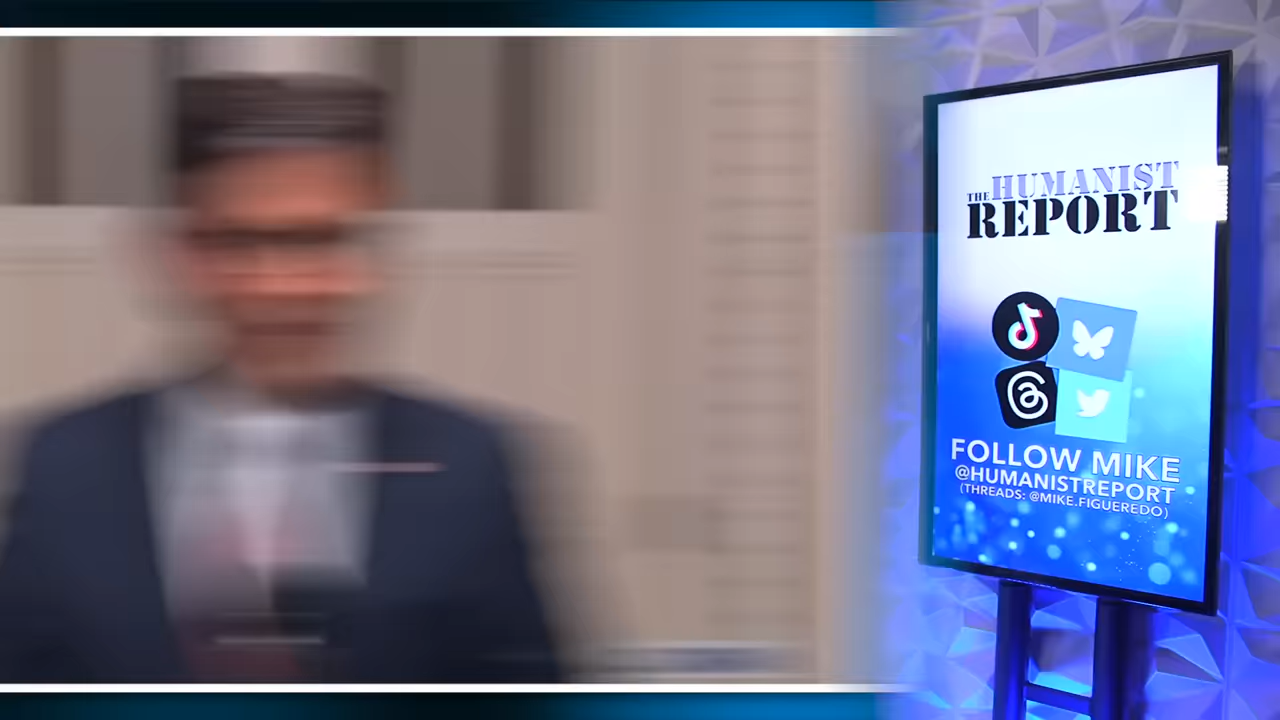 THE HUMANIST
REPORT
FOLLOW MIKE
@HUMANISTREPORT
(THREADS: @MIKE.FIGUEREDO)